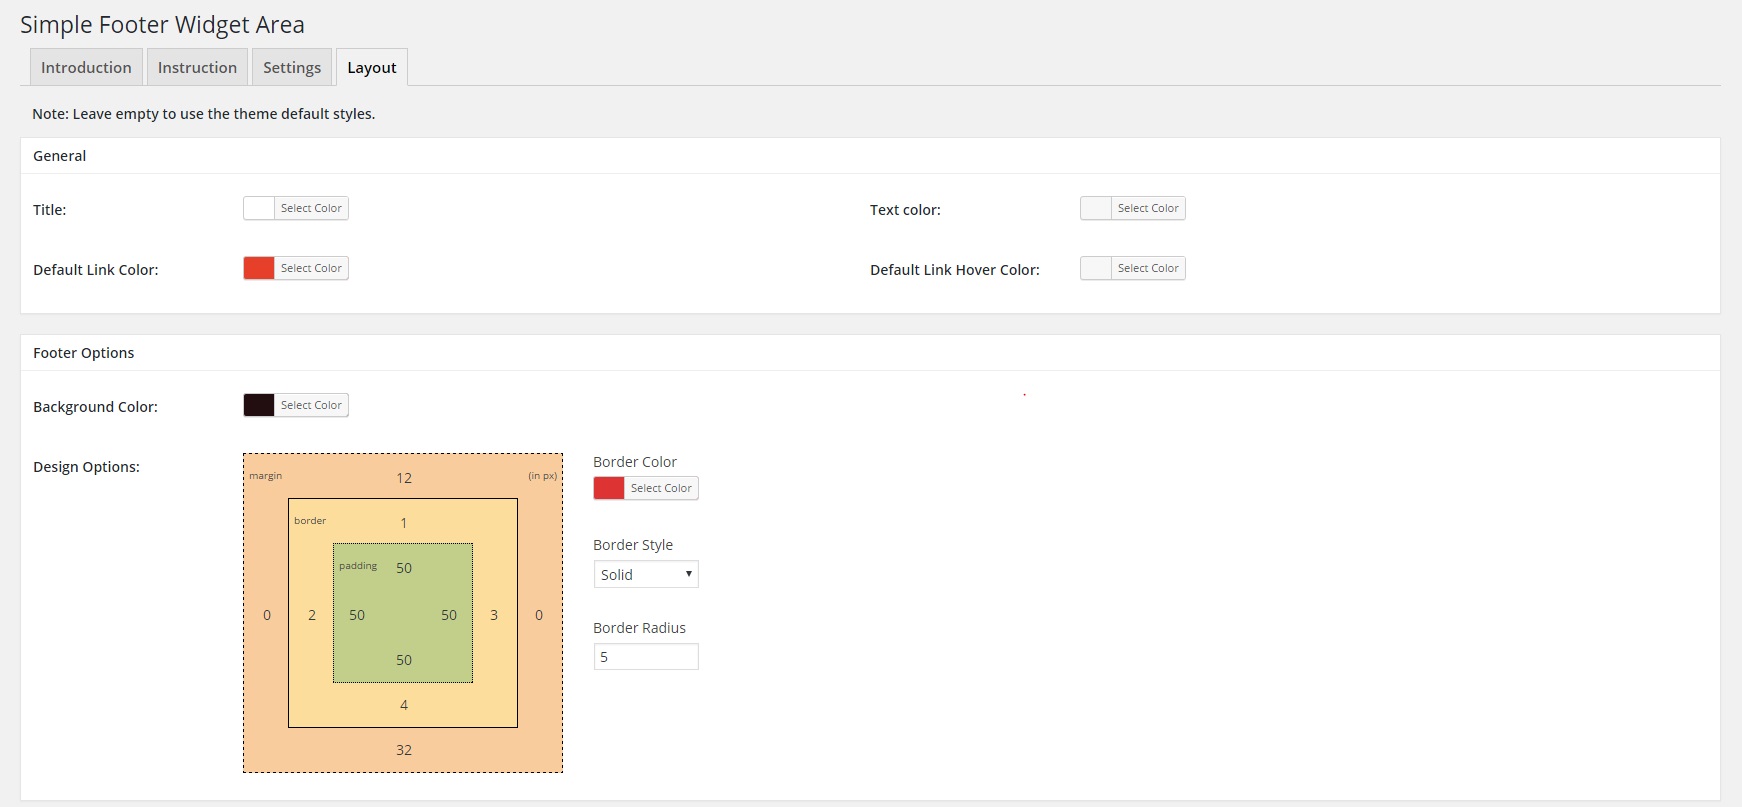 Simple Footer Widget Area
Introduction Instruction Settings Layout
Note: Leave empty to use the theme default styles.
General
Title: Select Color Text color: Select Color
Default Link Color: Select Color Default Link Hover Color: Select Color
Footer Options
Background Color: Select Color
Design Options:
margin 12 (in px)
border 1
padding 50
0 2 50 50 3 0
50
4
32
Border Color
Select Color
Border Style
Solid
Border Radius
5